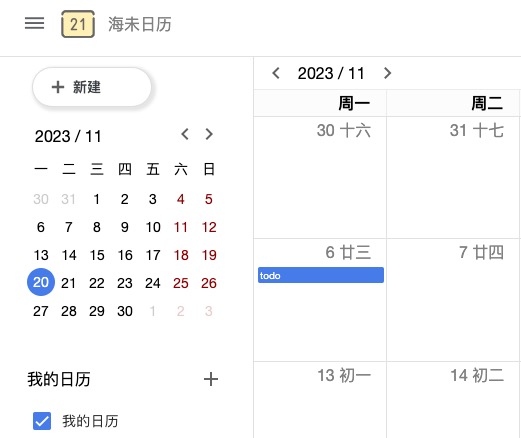 21 海未日历
新建
2023 / 11
一 二 三 四 五 六 日
30 31 1 2 3 4 5
6 7 8 9 10 11 12
13 14 15 16 17 18 19
20 21 22 23 24 25 26
27 28 29 30 1 2 3
我的日历
我的日历
2023 / 11
周一 周二
30 十六 31 十七
6 廿三 7 廿四
todo
13 初一 14 初二